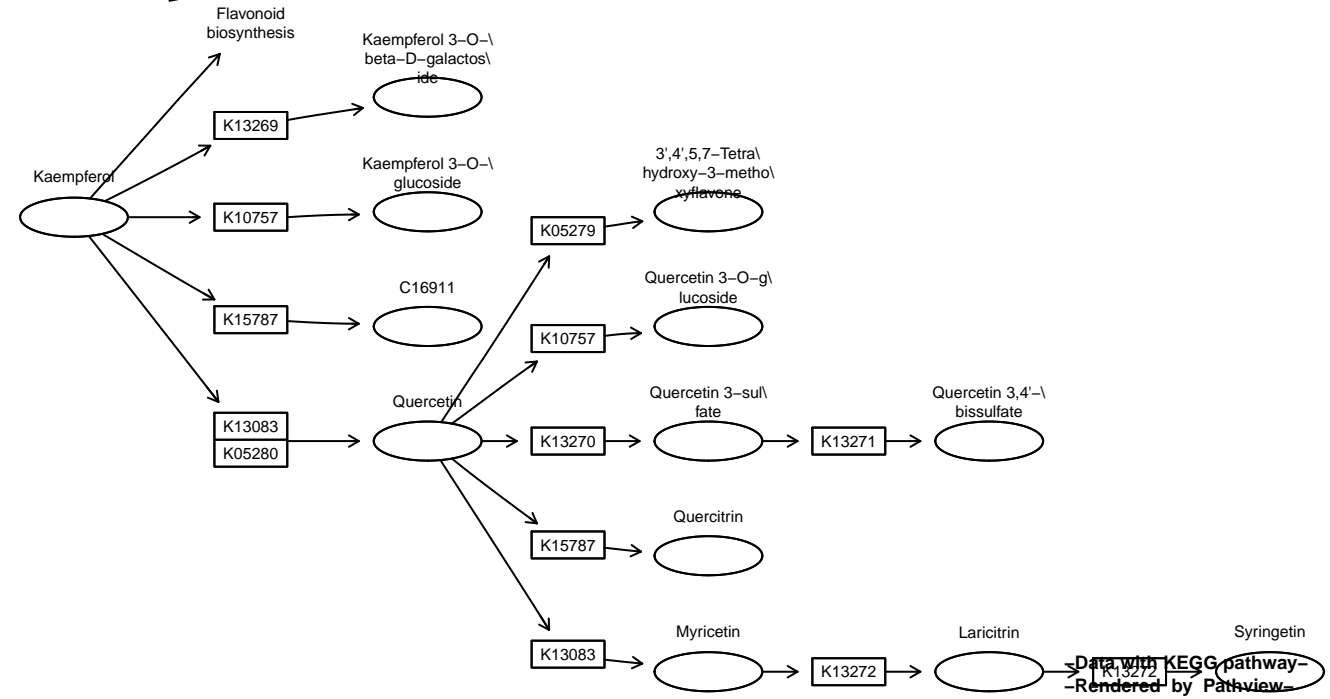 Flavonoid
biosynthesis
Kaempferol 3−O−\
beta−D−galactos\
ide
K13269
Kaempferol
Kaempferol 3−O−\
glucoside
K10757
3',4',5,7−Tetra\
hydroxy−3−metho\
xyflavone
K05279
C16911
K15787
Quercetin 3−O−g\
lucoside
K10757
Quercetin
K13083
K05280
Quercetin 3−sul\
fate
K13270
Quercetin 3,4'−\
bissulfate
K13271
Quercitrin
K15787
Myricetin
K13083
Laricitrin
K13272
Syringetin
K13272
−Data with KEGG pathway−
−Rendered by Pathview−